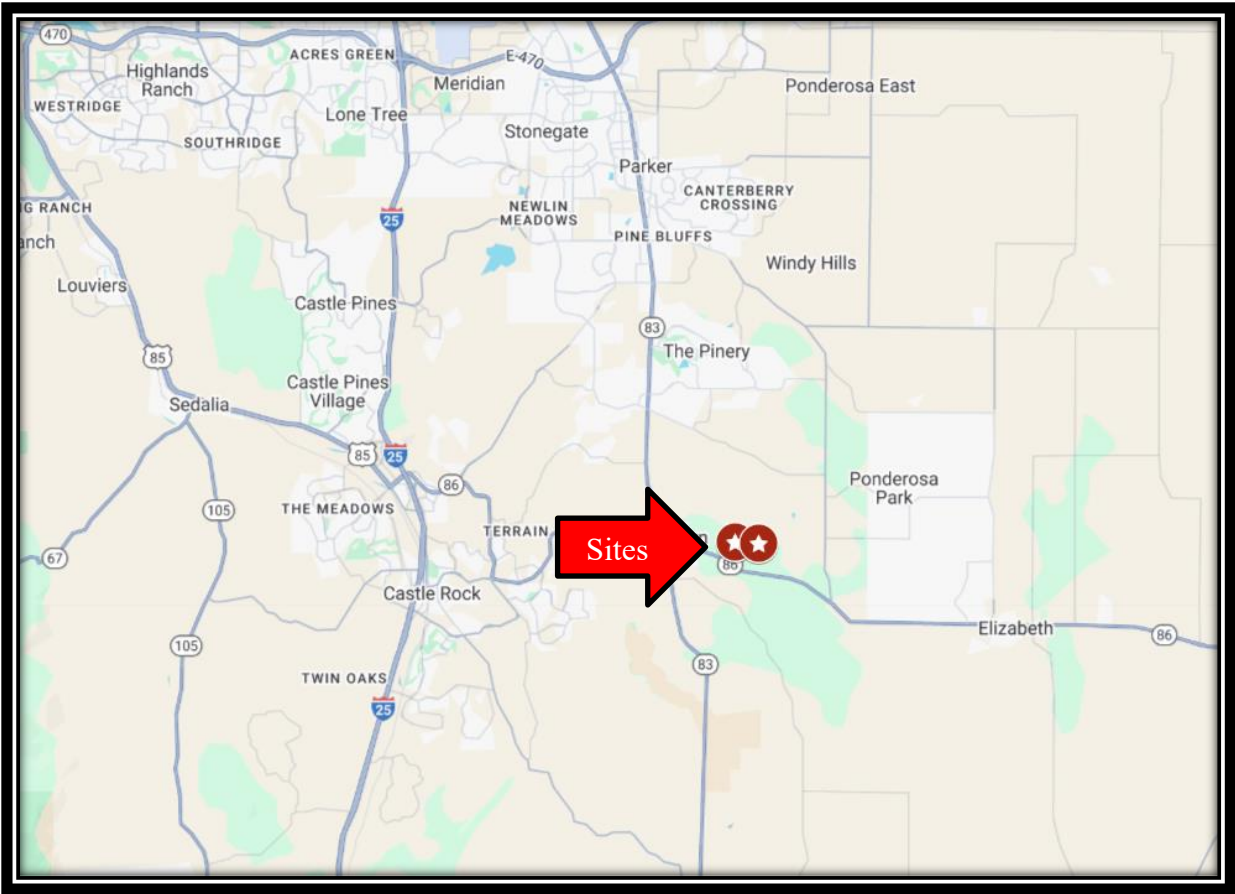 470
ACRES GREEN
E-470
Highlands
Ranch
Meridian
Ponderosa East
WESTRIDGE
Lone Tree
Stonegate
SOUTHRIDGE
Parker
CANTERBERRY
CROSSING
G RANCH
25
NEWLIN
MEADOWS
PINE BLUFFS
anch
Windy Hills
Louviers
Castle Pines
83
The Pinery
85
Castle Pines
Village
Sedalia
85
25
86
Ponderosa
Park
THE MEADOWS
105
TERRAIN
Sites
n
67
86
Castle Rock
Elizabeth
86
105
83
TWIN OAKS
25